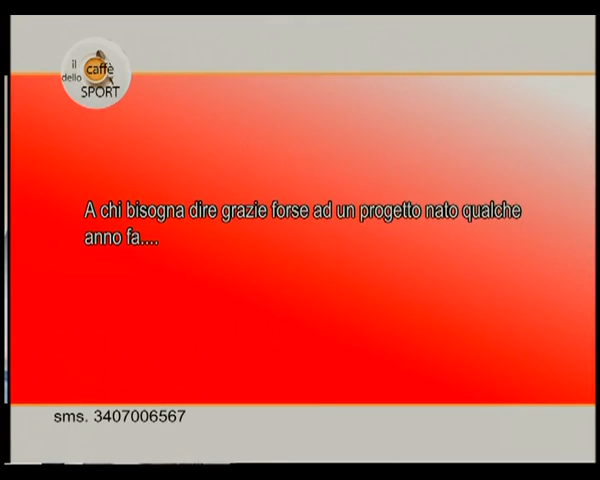 il caffè
dello
SPORT
A chi bisogna dire grazie forse ad un progetto nato qualche
anno fa....
sms. 3407006567